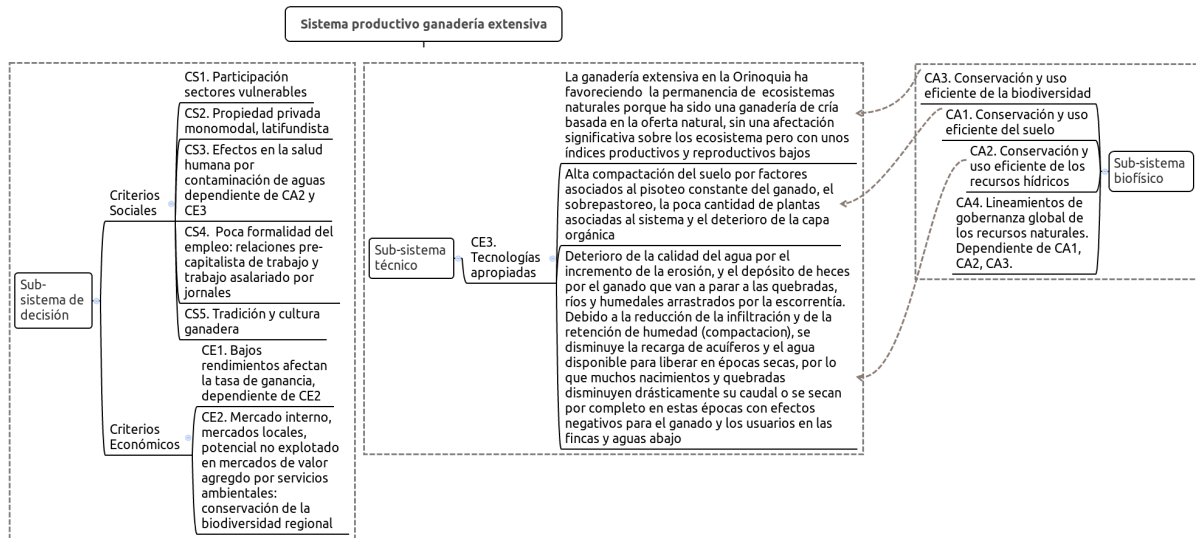 Sistema productivo ganadería extensiva
Sub-
sistema de
decisión
Criterios
Sociales
CS1. Participación
sectores vulnerables
CS2. Propiedad privada
monomodal, latifundista
CS3. Efectos en la salud
humana por
contaminación de aguas
dependiente de CA2 y
CE3
CS4.  Poca formalidad del
empleo: relaciones pre-
capitalista de trabajo y
trabajo asalariado por
jornales
CS5. Tradición y cultura
ganadera
Criterios
Económicos
CE1. Bajos
rendimientos afectan
la tasa de ganancia,
dependiente de CE2
CE2. Mercado interno,
mercados locales,
potencial no explotado
en mercados de valor
agregdo por servicios
ambientales:
conservación de la
biodiversidad regional
Sub-sistema
técnico
CE3.
Tecnologías
apropiadas
La ganadería extensiva en la Orinoquia ha
favoreciendo  la permanencia de  ecosistemas
naturales porque ha sido una ganadería de cría
basada en la oferta natural, sin una afectación
significativa sobre los ecosistema pero con unos
índices productivos y reproductivos bajos
Alta compactación del suelo por factores
asociados al pisoteo constante del ganado, el
sobrepastoreo, la poca cantidad de plantas
asociadas al sistema y el deterioro de la capa
orgánica
Deterioro de la calidad del agua por el
incremento de la erosión, y el depósito de heces
por el ganado que van a parar a las quebradas,
ríos y humedales arrastrados por la escorrentía.
Debido a la reducción de la infiltración y de la
retención de humedad (compactacion), se
disminuye la recarga de acuíferos y el agua
disponible para liberar en épocas secas, por lo
que muchos nacimientos y quebradas
disminuyen drásticamente su caudal o se secan
por completo en estas épocas con efectos
negativos para el ganado y los usuarios en las
fincas y aguas abajo
CA3. Conservación y uso
eficiente de la biodiversidad
CA1. Conservación y uso
eficiente del suelo
CA2. Conservación y
uso eficiente de los
recursos hídricos
CA4. Lineamientos de
gobernanza global de
los recursos naturales.
Dependiente de CA1,
CA2, CA3.
Sub-sistema
biofísico